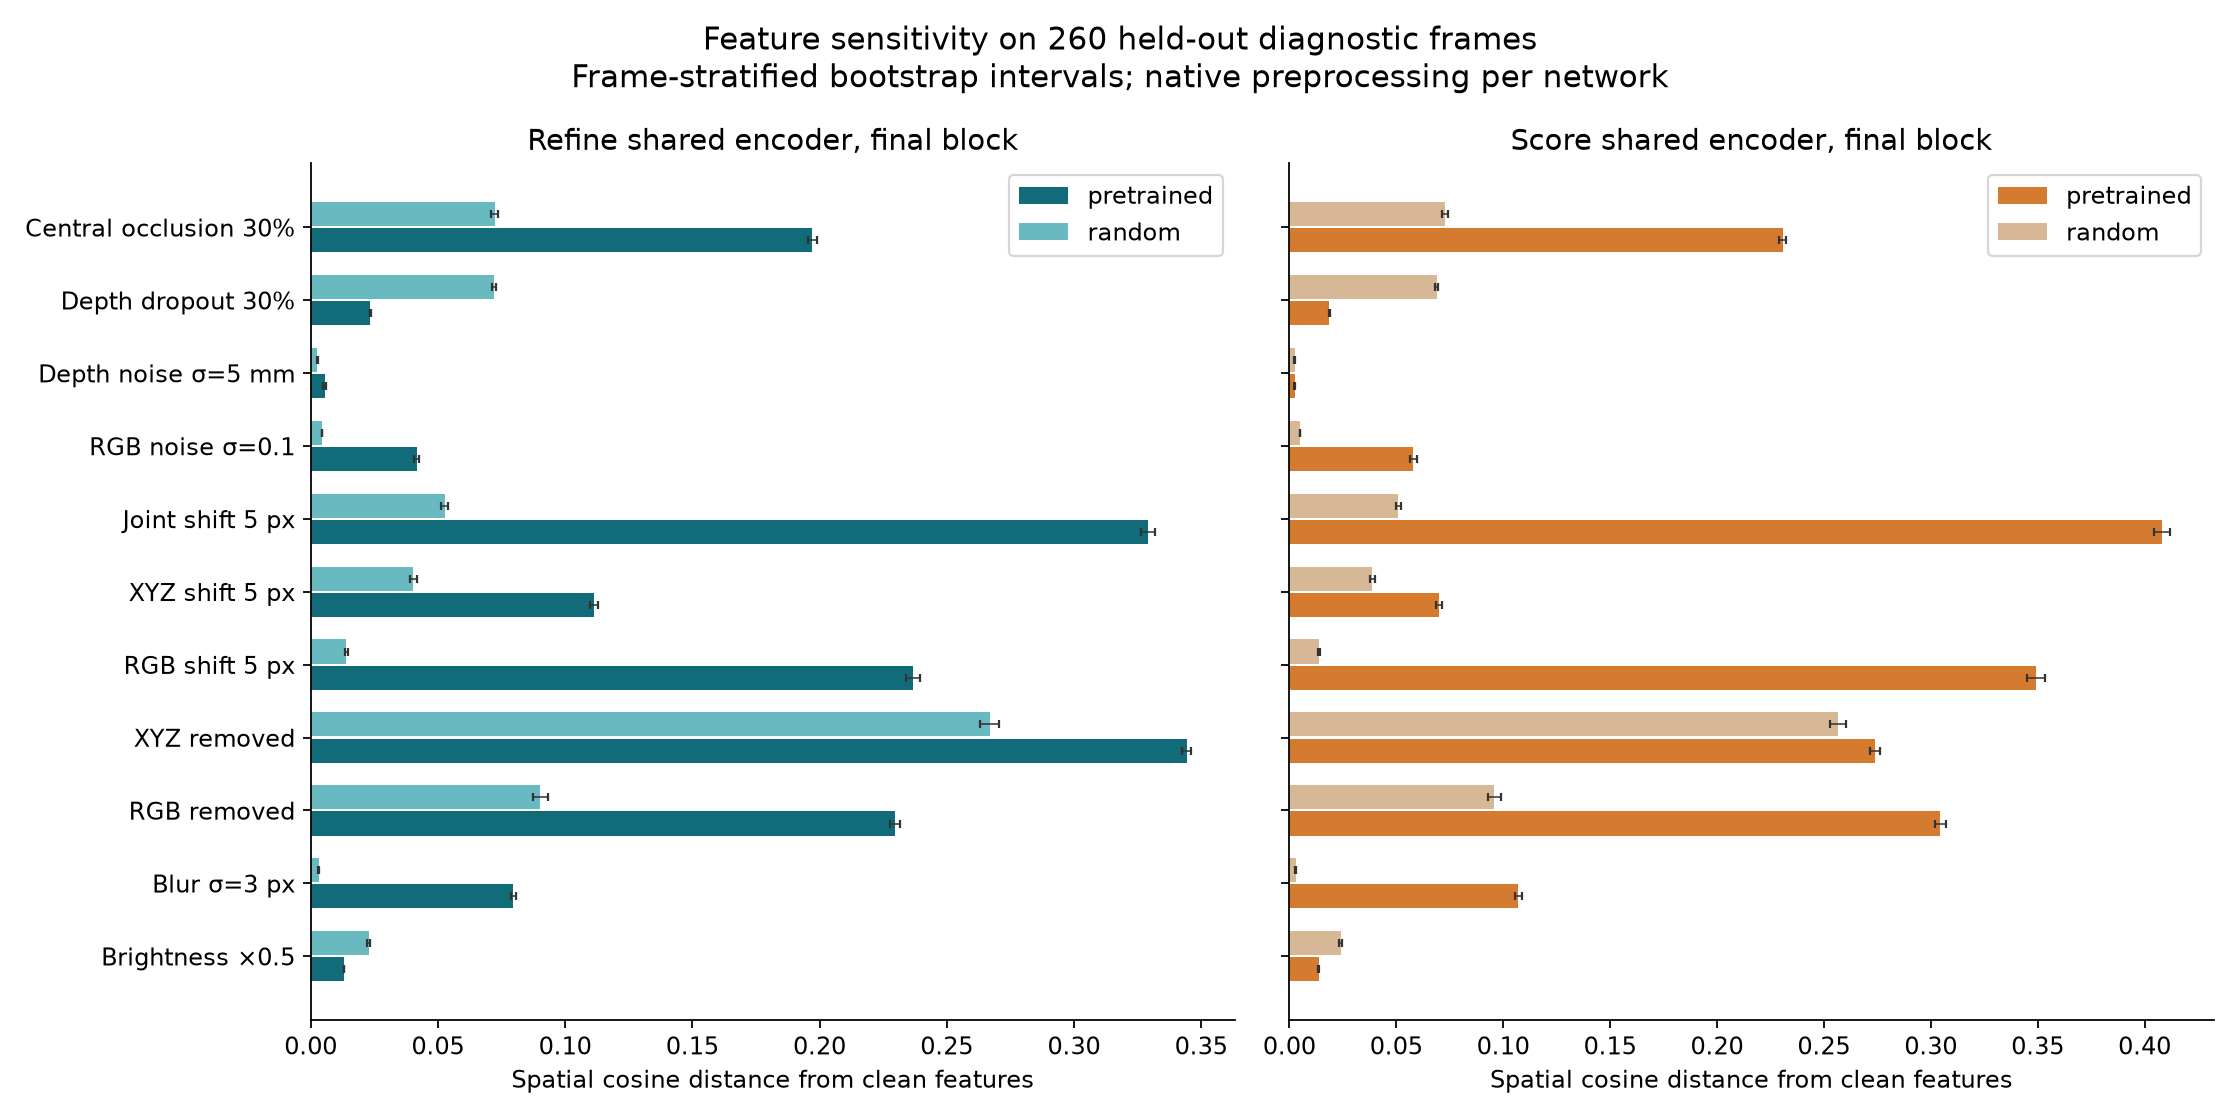 Feature sensitivity on 260 held-out diagnostic frames
Frame-stratified bootstrap intervals; native preprocessing per network
Refine shared encoder, final block
pretrained
random
Central occlusion 30%
Depth dropout 30%
Depth noise σ=5 mm
RGB noise σ=0.1
Joint shift 5 px
XYZ shift 5 px
RGB shift 5 px
XYZ removed
RGB removed
Blur σ=3 px
Brightness ×0.5
0.00 0.05 0.10 0.15 0.20 0.25 0.30 0.35
Spatial cosine distance from clean features
Score shared encoder, final block
pretrained
random
0.00 0.05 0.10 0.15 0.20 0.25 0.30 0.35 0.40
Spatial cosine distance from clean features